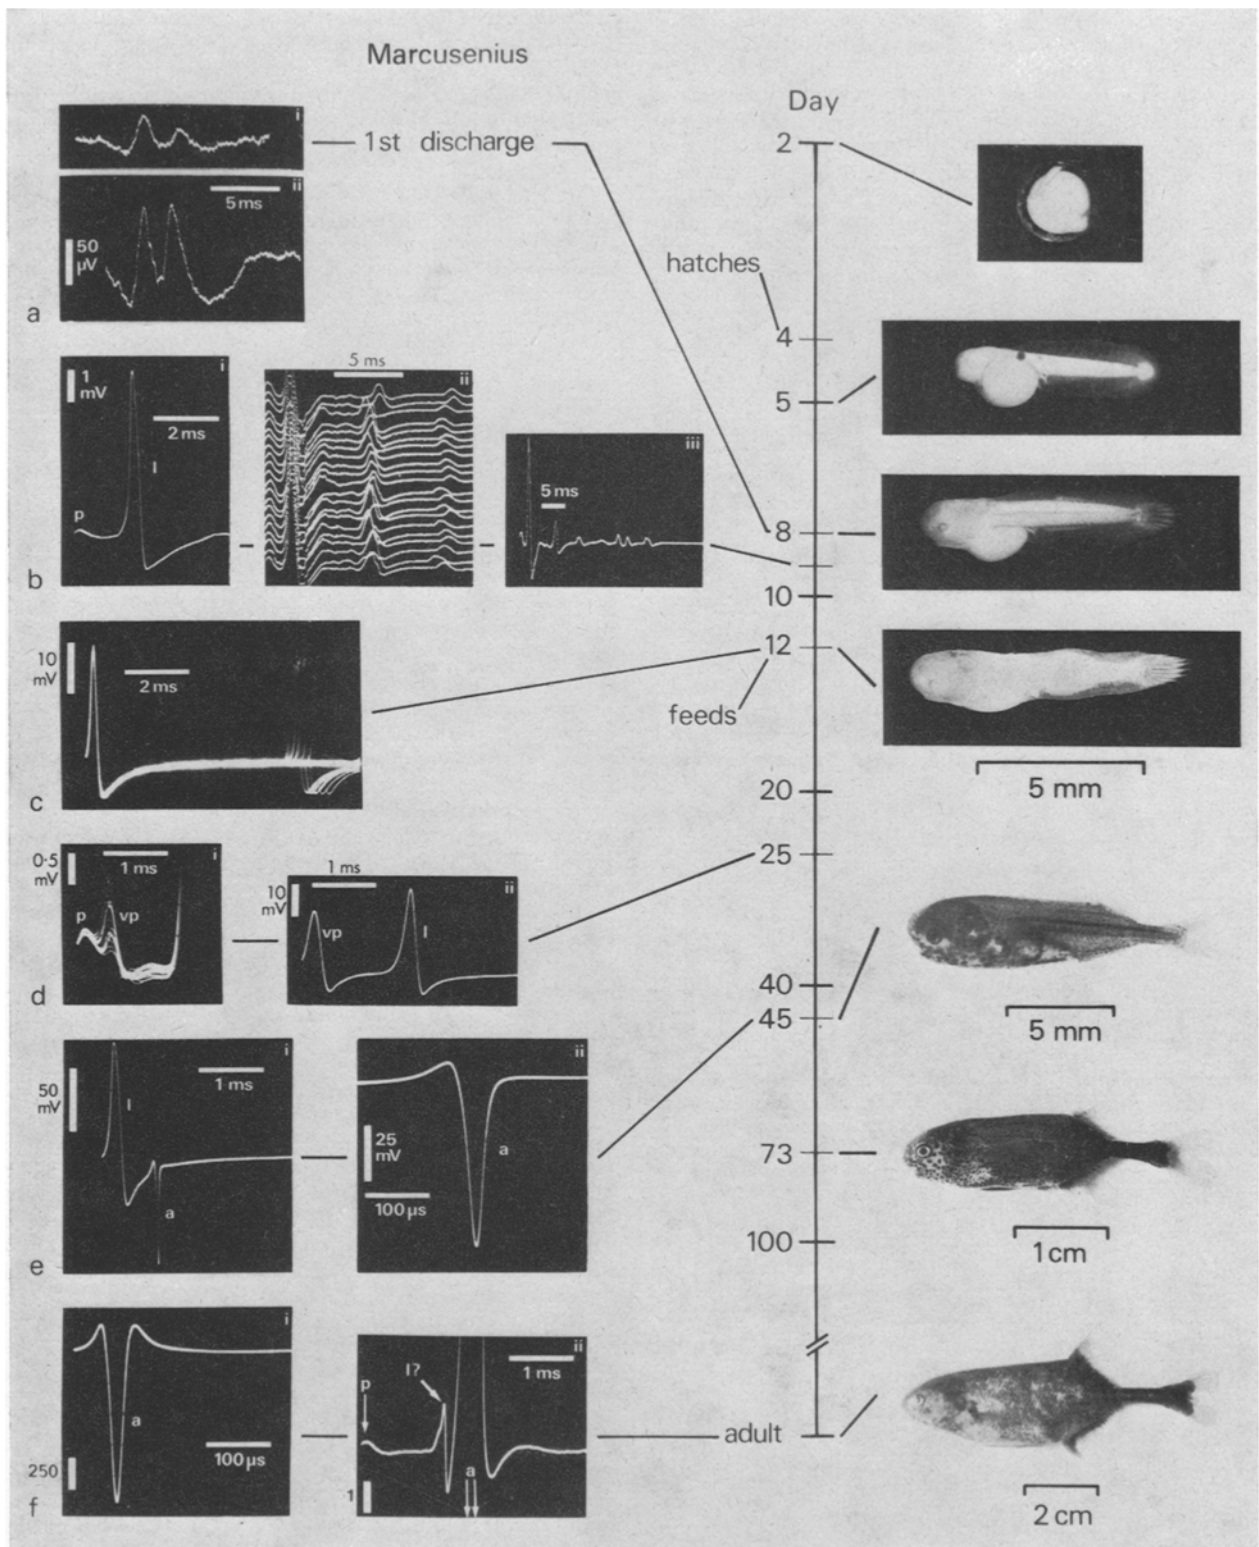 Marcusenius
Day
i
1st discharge
2
ii
5 ms
50
µV
a
hatches
4
5
i
1
mV
2 ms
l
p
5 ms
ii
iii
5 ms
b
8
10
10
mV
2 ms
c
12
feeds
5 mm
20
25
0·5
mV
1 ms
i
p
vp
d
1 ms
10
mV
ii
vp
l
40
45
5 mm
i
50
mV
1 ms
l
a
e
ii
25
mV
a
100 µs
73
1 cm
100
i
a
250
100 µs
f
ii
l?
1 ms
p
a
1
adult
2 cm